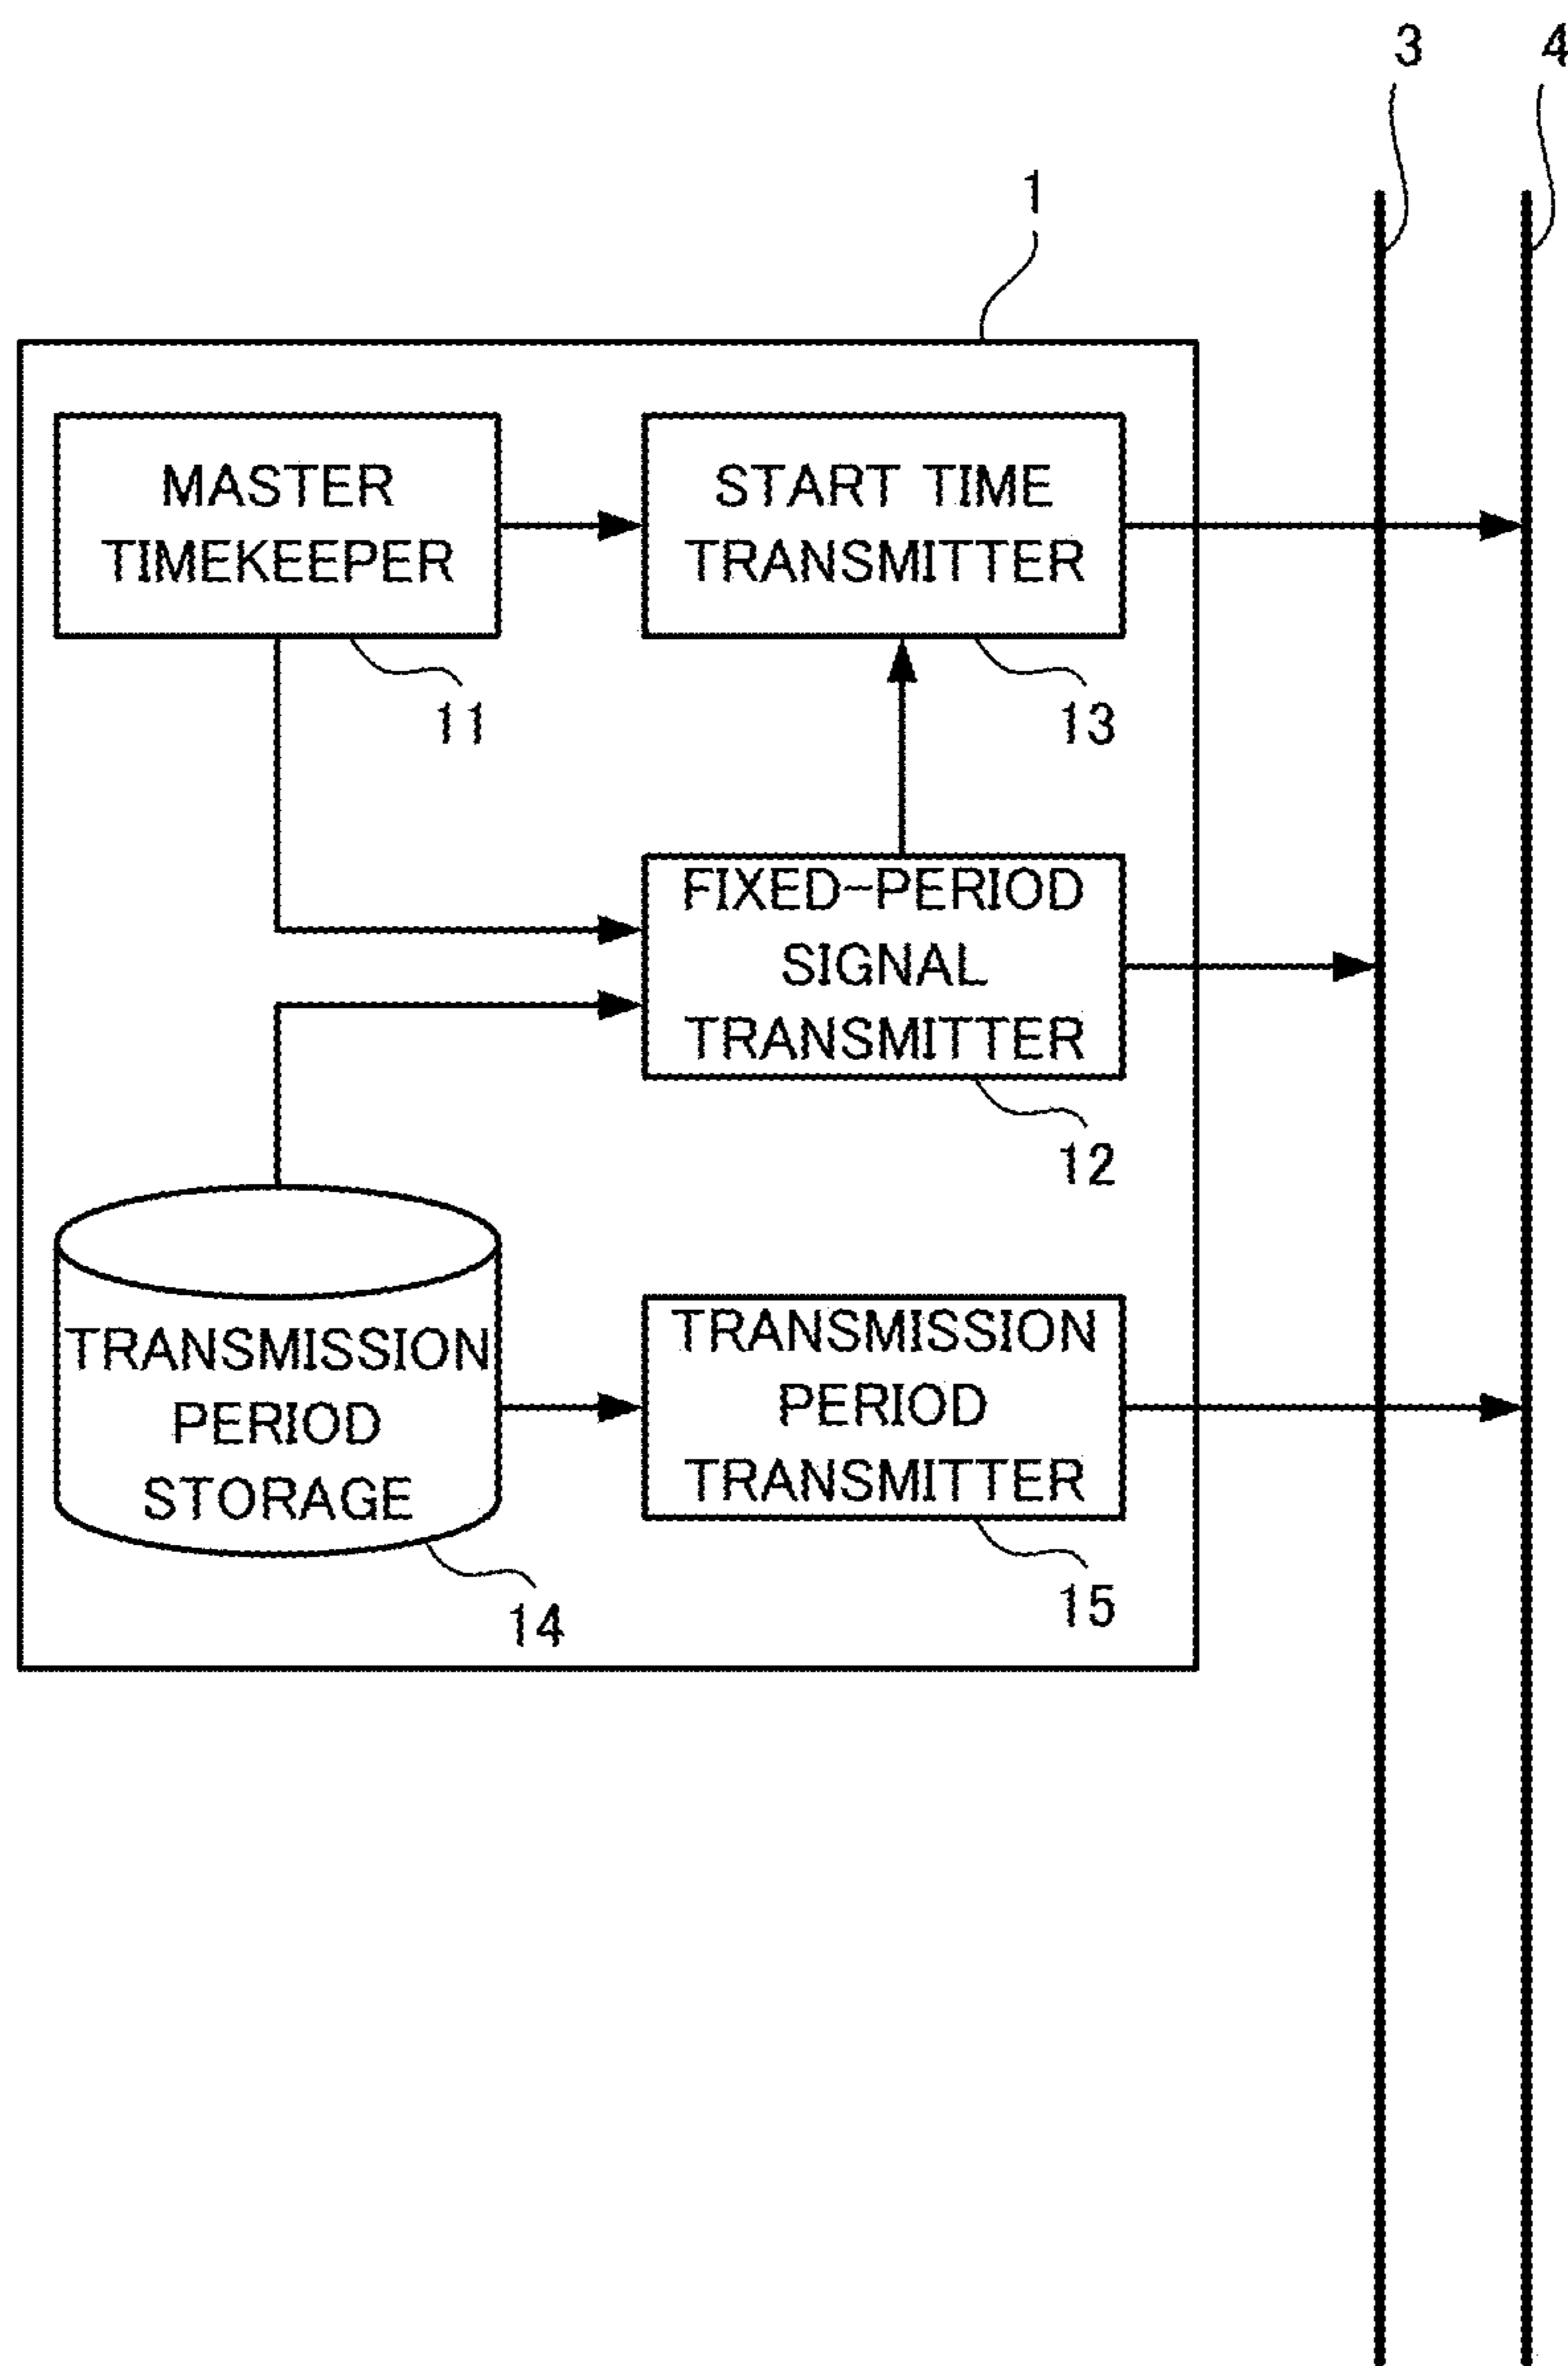 3
4
1
MASTER
TIMEKEEPER
START TIME
TRANSMITTER
11
13
FIXED-PERIOD
SIGNAL
TRANSMITTER
12
TRANSMISSION
PERIOD
STORAGE
TRANSMISSION
PERIOD
TRANSMITTER
14
15